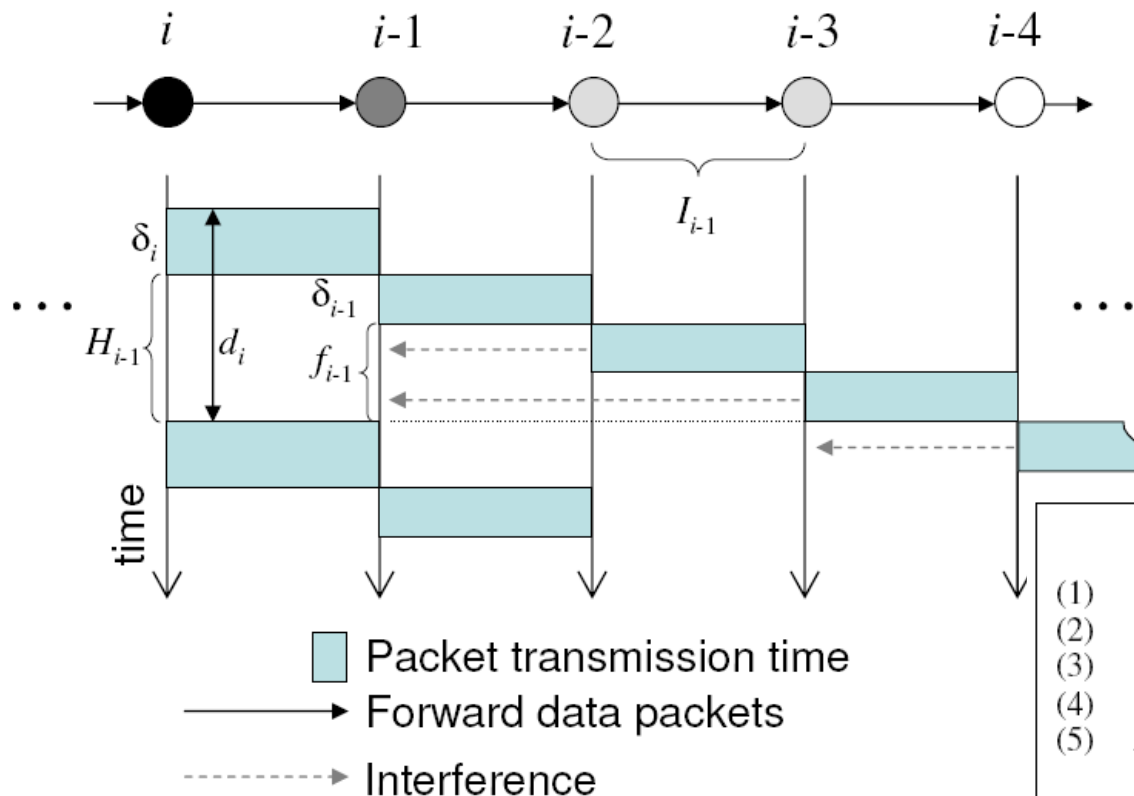 i i-1 i-2 i-3 i-4
I_{i-1}
δ_i
δ_{i-1}
... ...
H_{i-1} d_i f_{i-1}
time
(1)
(2)
(3)
(4)
(5)
Packet transmission time
Forward data packets
Interference